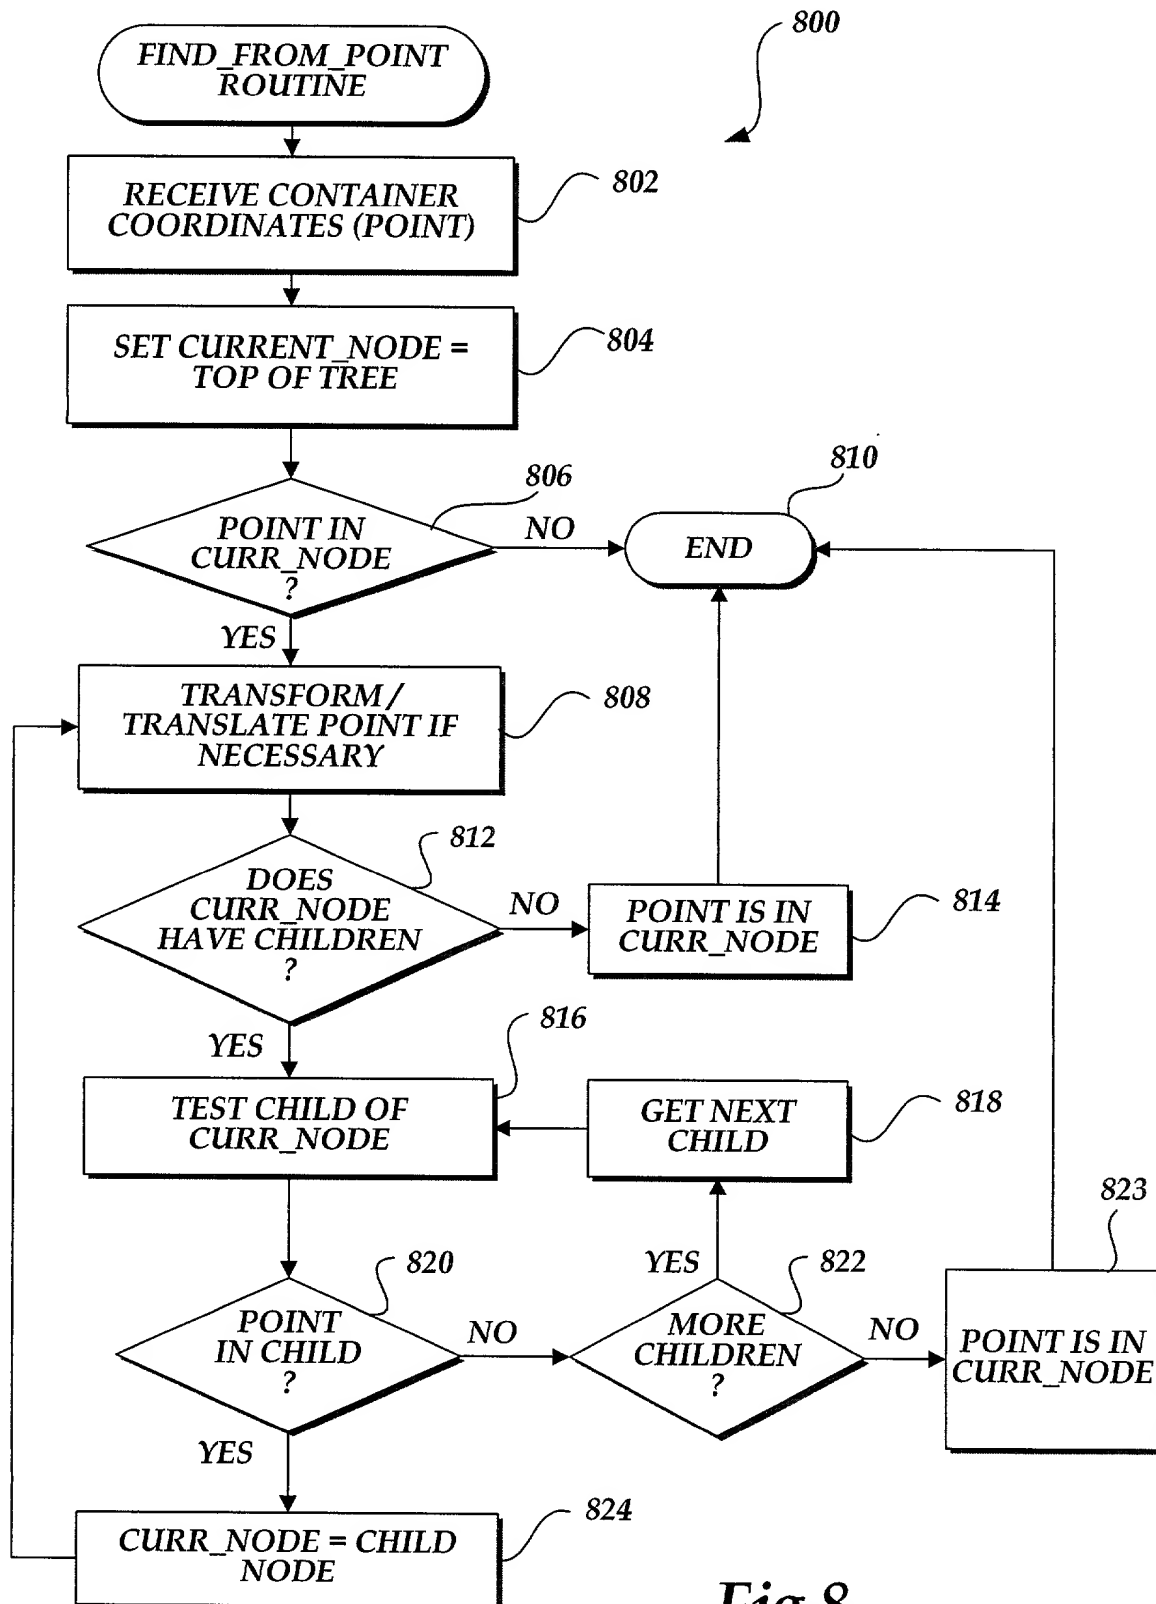 800
FIND_FROM_POINT
ROUTINE
RECEIVE CONTAINER
COORDINATES (POINT)
802
SET CURRENT_NODE =
TOP OF TREE
804
806
POINT IN
CURR_NODE
?
NO
YES
810
END
TRANSFORM /
TRANSLATE POINT IF
NECESSARY
808
812
DOES
CURR_NODE
HAVE CHILDREN
?
NO
YES
POINT IS IN
CURR_NODE
814
816
TEST CHILD OF
CURR_NODE
GET NEXT
CHILD
818
820
POINT
IN CHILD
?
NO
YES
YES
822
MORE
CHILDREN
?
NO
823
POINT IS IN
CURR_NODE
CURR_NODE = CHILD
NODE
824
Fig.8